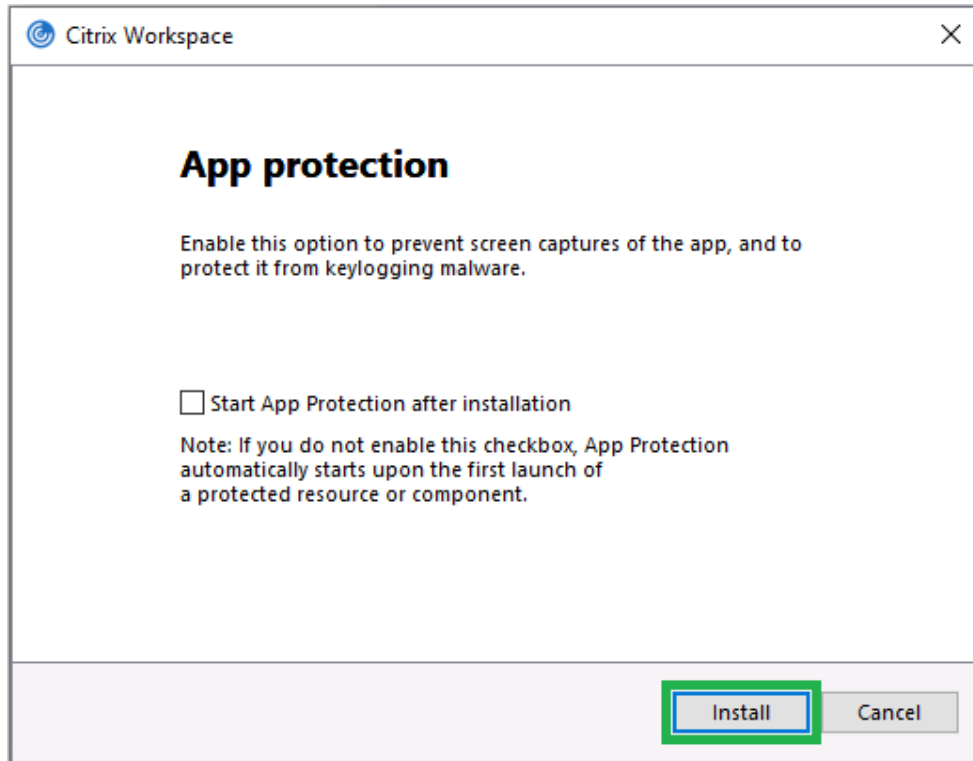 Citrix Workspace
App protection
Enable this option to prevent screen captures of the app, and to
protect it from keylogging malware.
Start App Protection after installation
Note: If you do not enable this checkbox, App Protection
automatically starts upon the first launch of
a protected resource or component.
Install
Cancel